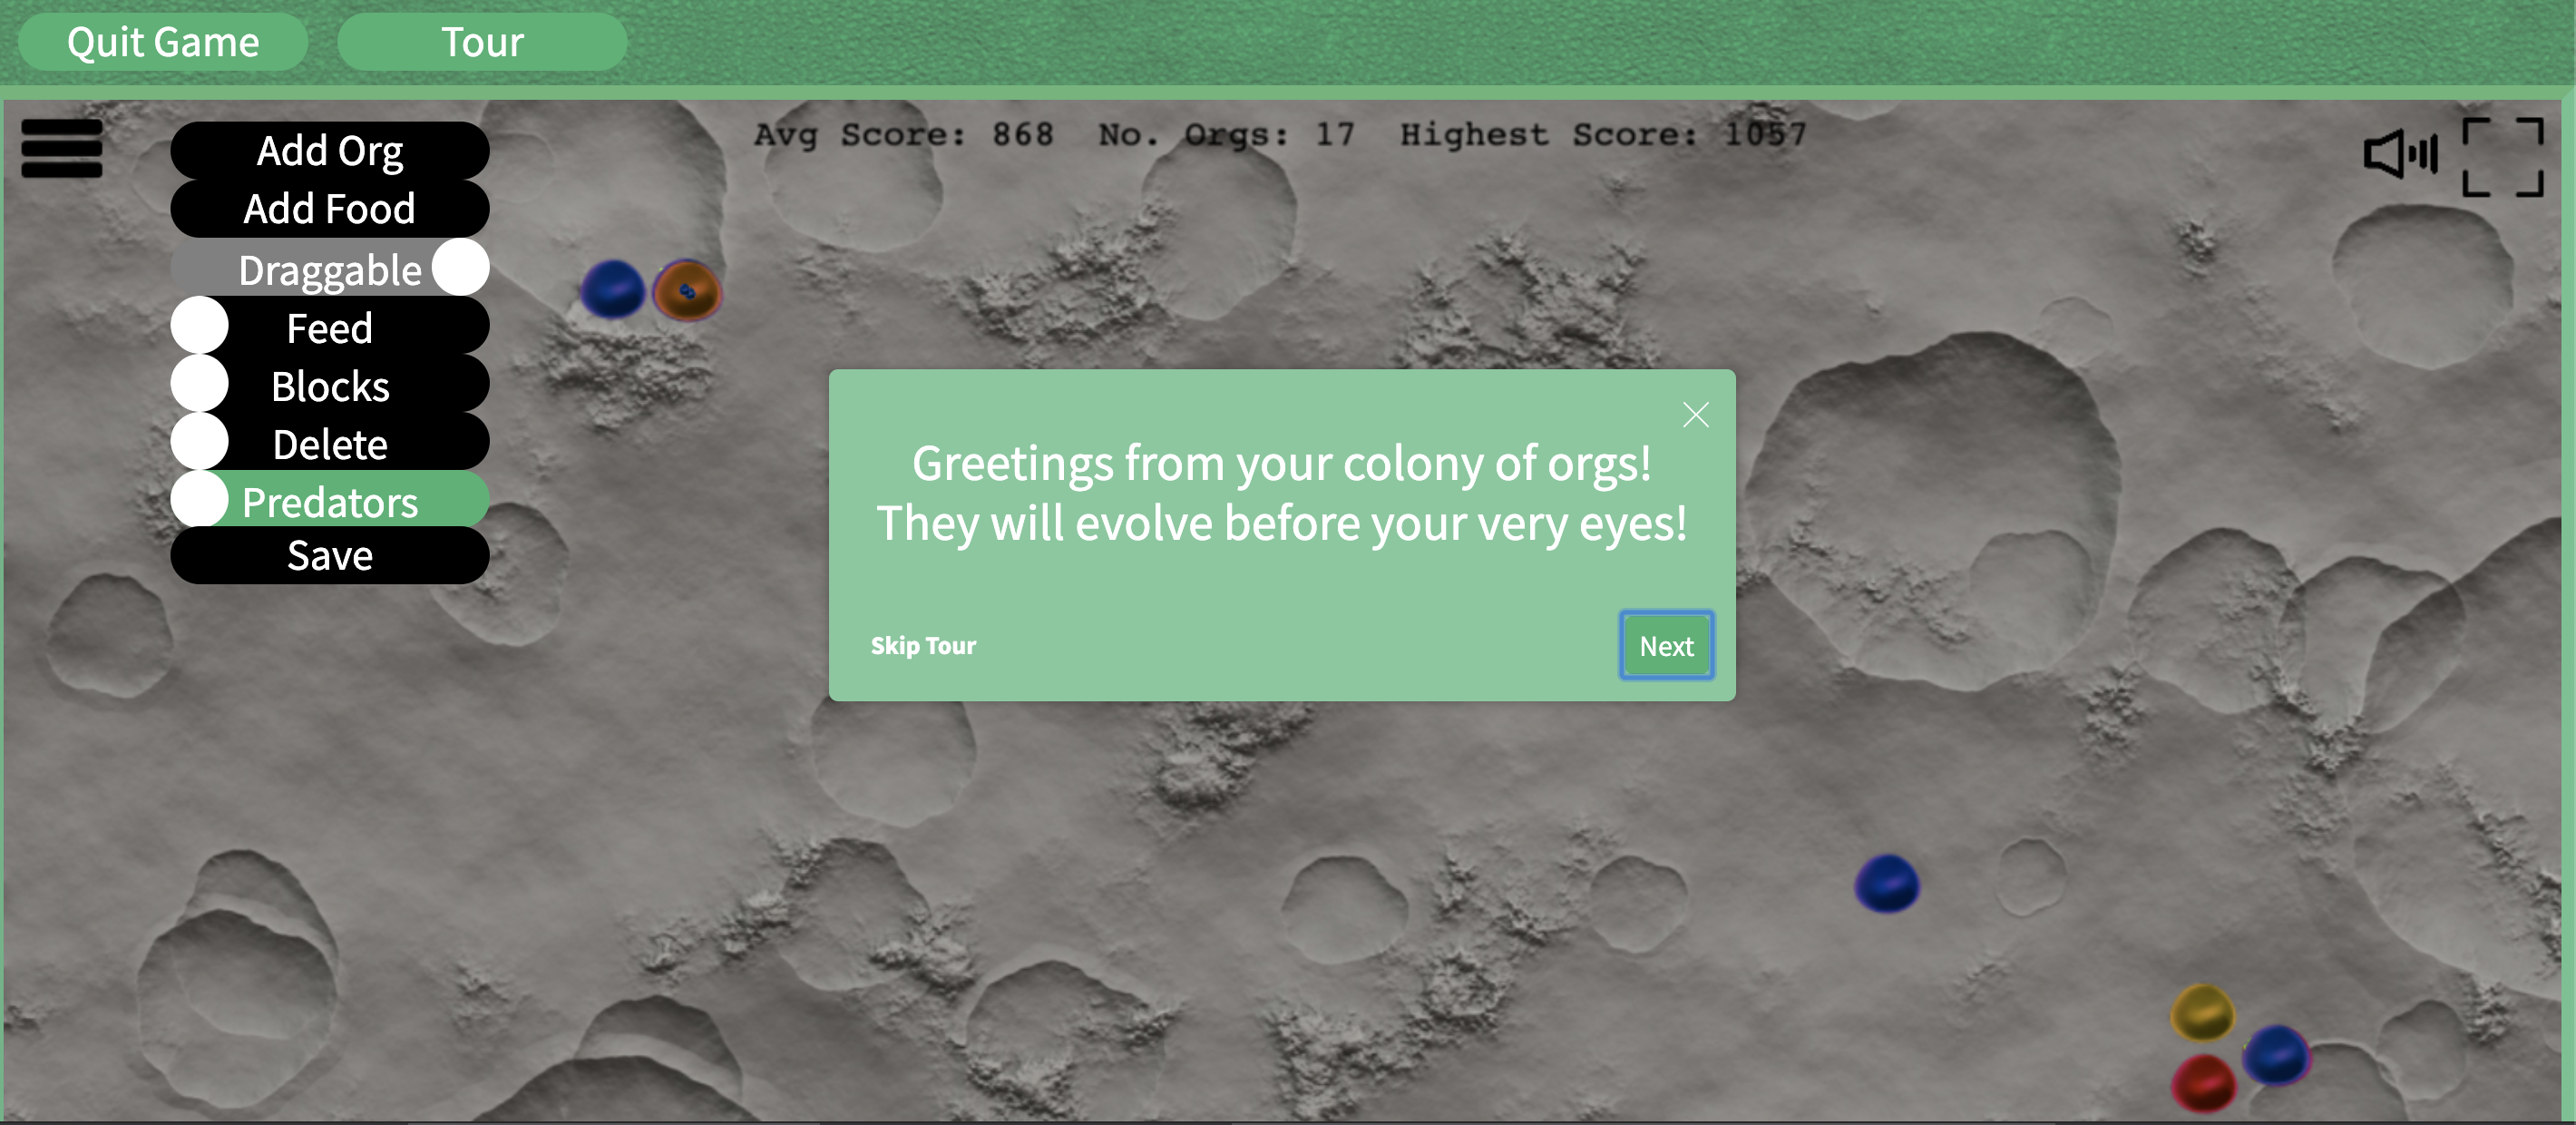 Quit Game
Tour
Avg Score: 868 No. Orgs: 17 Highest Score: 1057
Add Org
Add Food
Draggable
Feed
Blocks
Delete
Predators
Save
Greetings from your colony of orgs!
They will evolve before your very eyes!
Skip Tour
Next